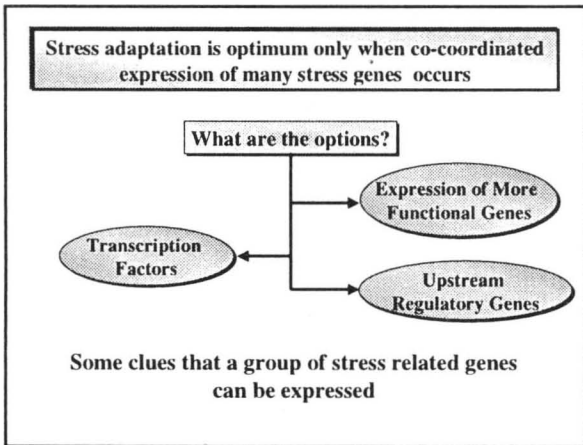 Stress adaptation is optimum only when co-coordinated
expression of many stress genes occurs
What are the options?
Expression of More
Functional Genes
Transcription
Factors
Upstream
Regulatory Genes
Some clues that a group of stress related genes
can be expressed